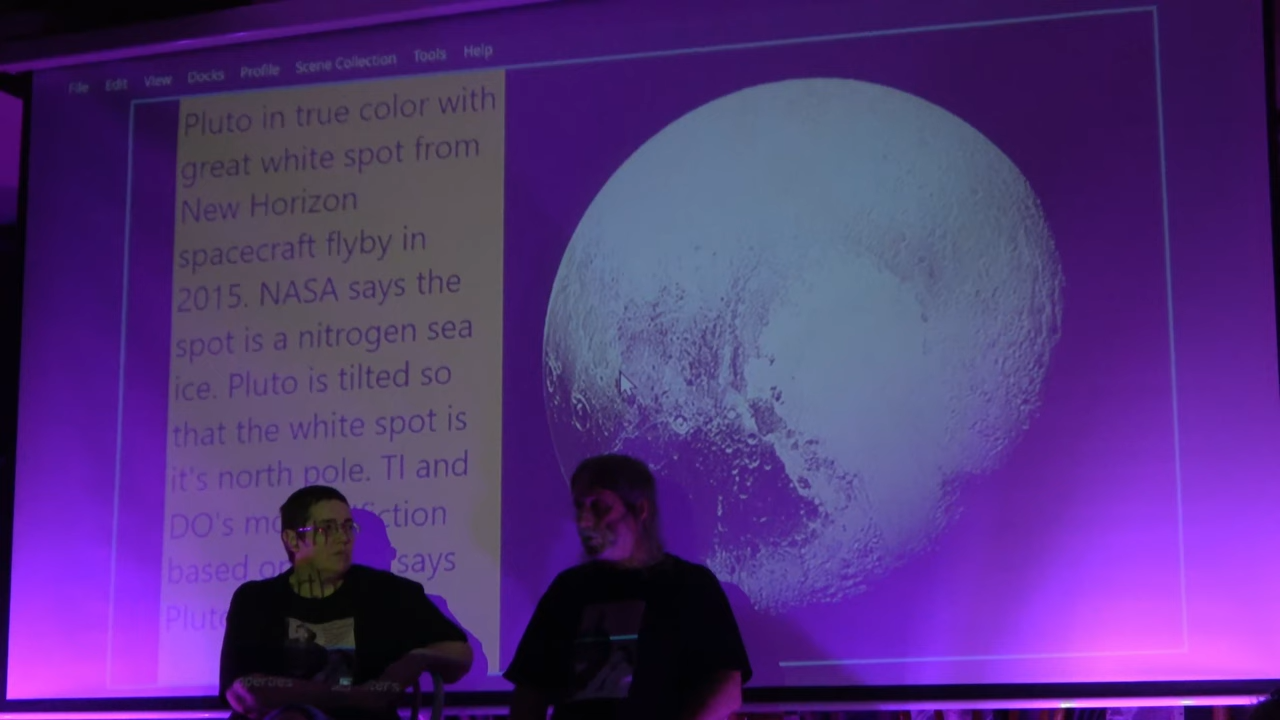 File Edit View Docks Profile Scene Collection Tools Help
Pluto in true color with
great white spot from
New Horizon
spacecraft flyby in
2015. NASA says the
spot is a nitrogen sea
ice. Pluto is tilted so
that the white spot is
it's north pole. TI and
DO's
based says
Pluto